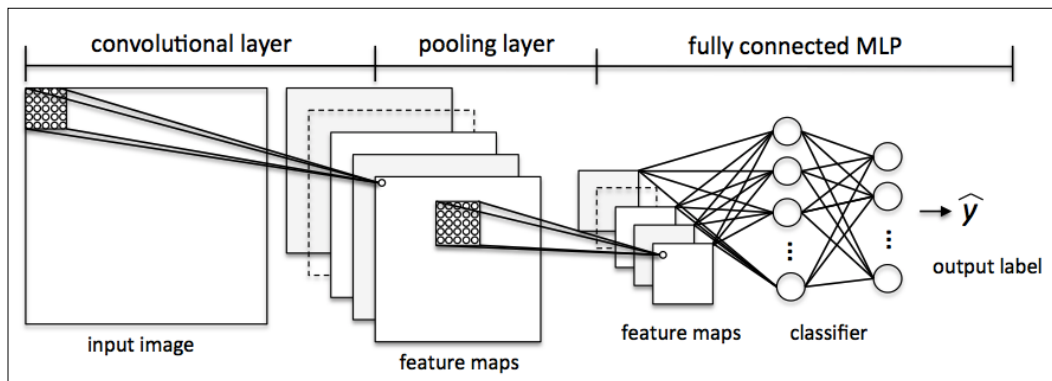 convolutional layer
pooling layer
fully connected MLP
ŷ
output label
input image
feature maps
feature maps
classifier